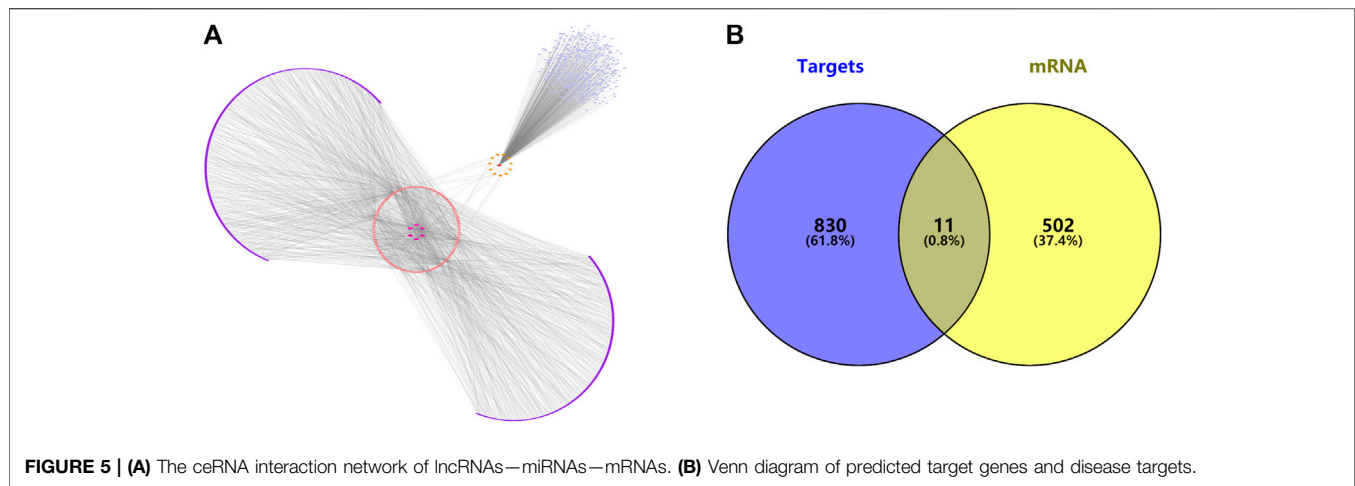 A
B
Targets
mRNA
830
(61.8%)
11
(0.8%)
502
(37.4%)
FIGURE 5 | (A) The ceRNA interaction network of lncRNAs—miRNAs—mRNAs. (B) Venn diagram of predicted target genes and disease targets.